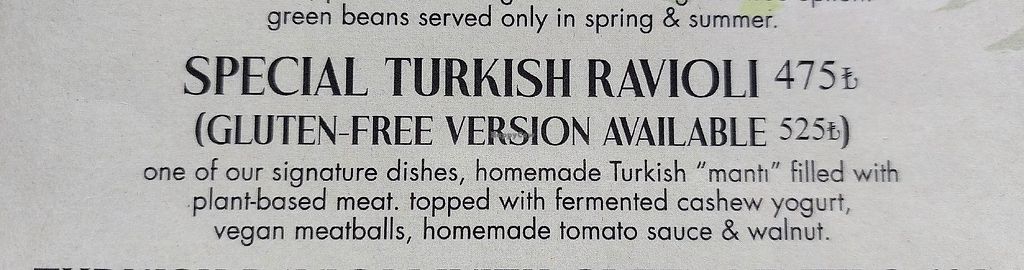 green beans served only in spring & summer.
SPECIAL TURKISH RAVIOLI 475₺
(GLUTEN-FREE VERSION AVAILABLE 525₺)
one of our signature dishes, homemade Turkish "mantı" filled with
plant-based meat. topped with fermented cashew yogurt,
vegan meatballs, homemade tomato sauce & walnut.